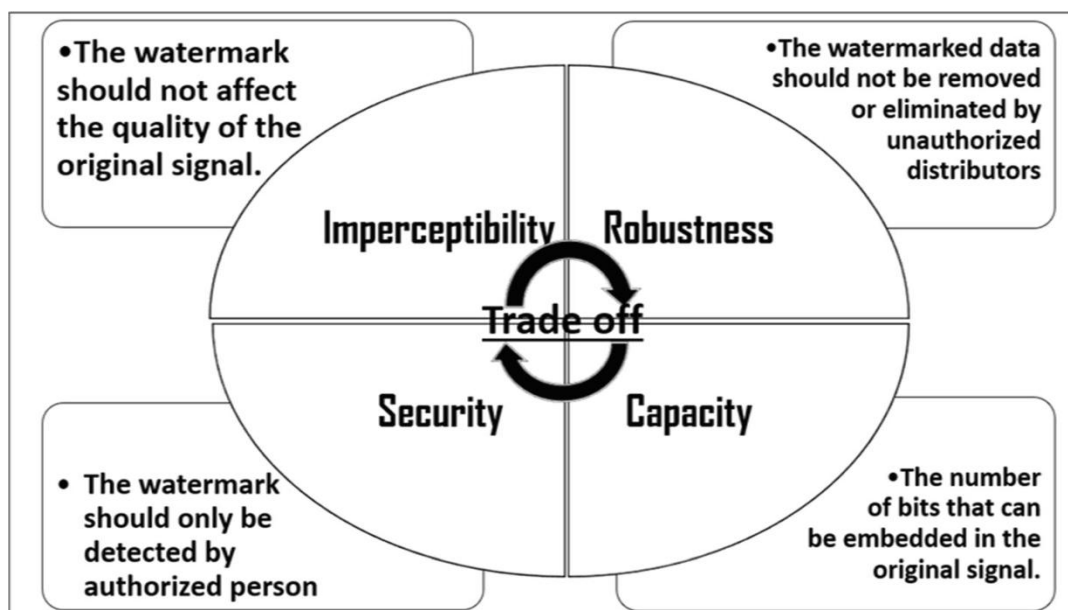 •The watermark
should not affect
the quality of the
original signal.
•The watermarked data
should not be removed
or eliminated by
unauthorized
distributors
Imperceptibility
Robustness
Trade off
Security
Capacity
• The watermark
should only be
detected by
authorized person
•The number
of bits that can
be embedded in the
original signal.